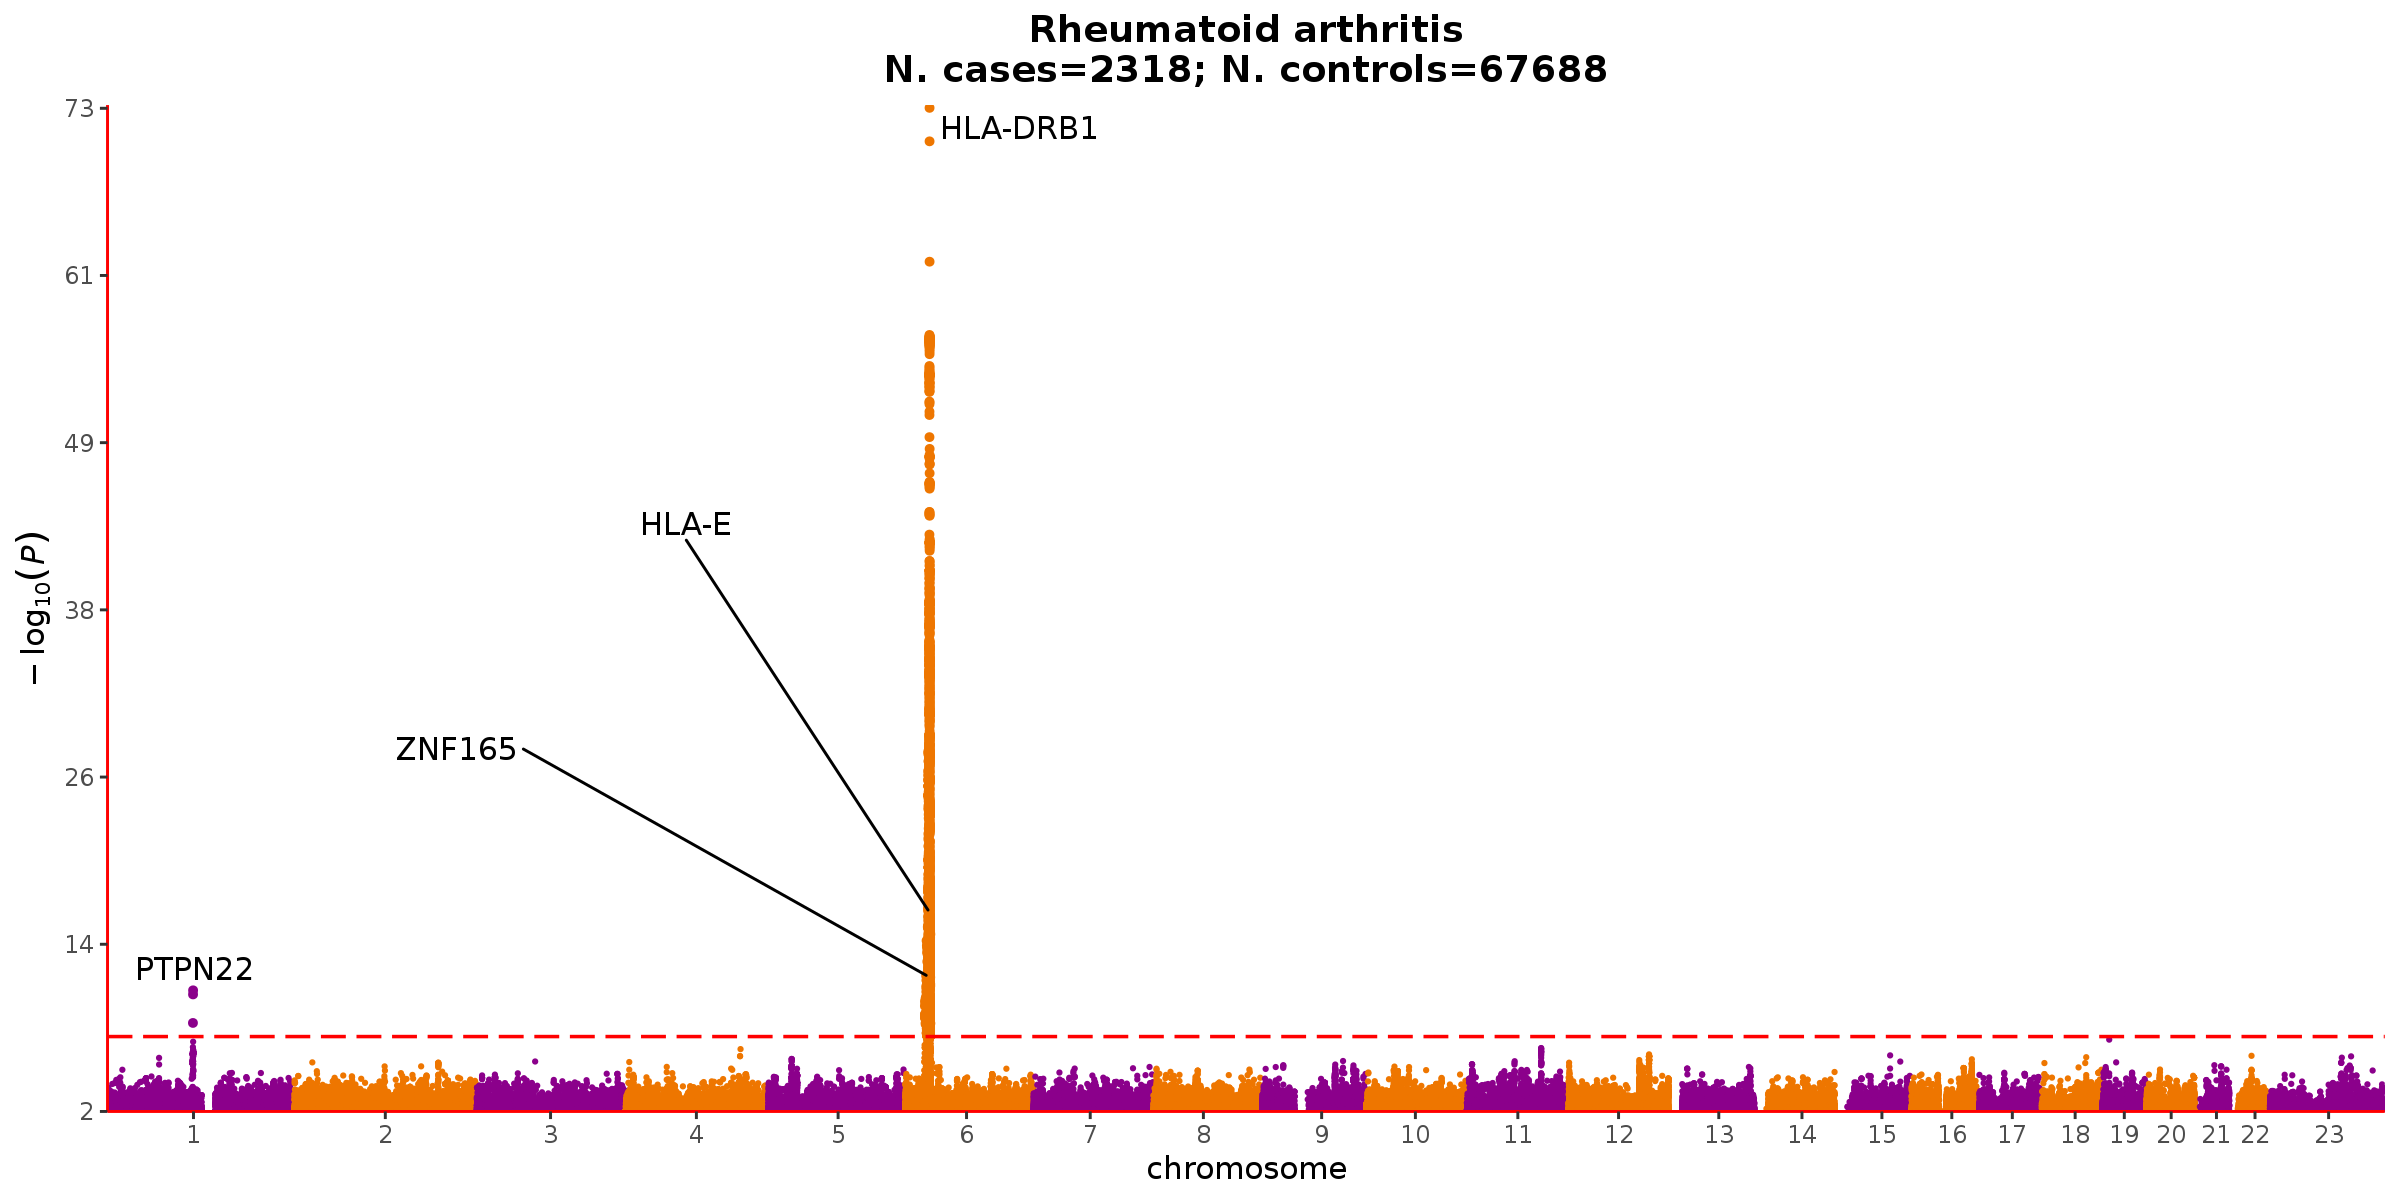 Rheumatoid arthritis
N. cases=2318; N. controls=67688
73
HLA-DRB1
61
49
HLA-E
−log10(P)
38
ZNF165
26
14
PTPN22
2
1 2 3 4 5 6 7 8 9 10 11 12 13 14 15 16 17 18 19 20 21 22 23
chromosome